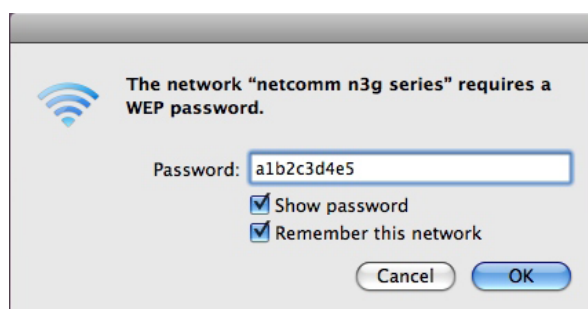 The network “netcomm n3g series” requires a
WEP password.
Password: a1b2c3d4e5
Show password
Remember this network
Cancel OK